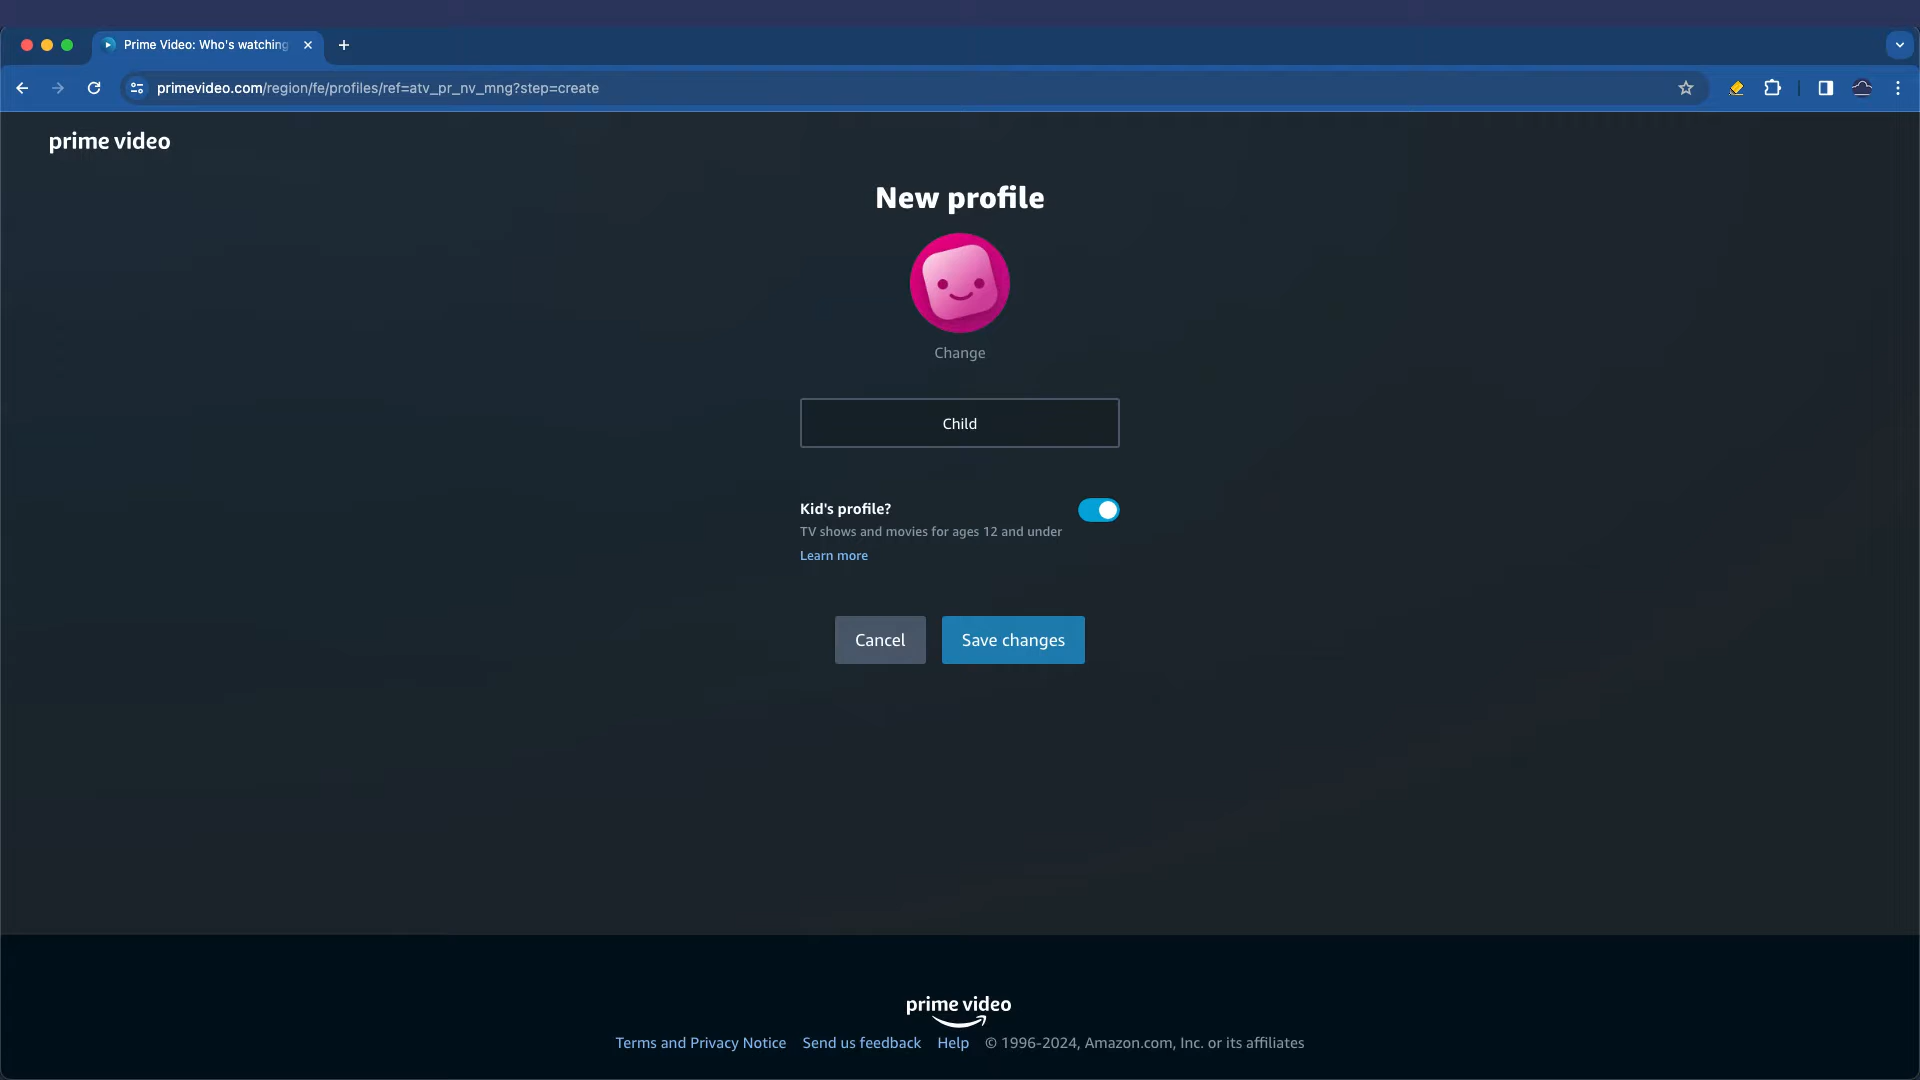 Prime Video: Who's watching
primevideo.com/region/fe/profiles/ref=atv_pr_nv_mng?step=create
prime video
New profile
Change
Child
Kid's profile?
TV shows and movies for ages 12 and under
Learn more
Cancel Save changes
prime video
Terms and Privacy Notice Send us feedback Help © 1996-2024, Amazon.com, Inc. or its affiliates